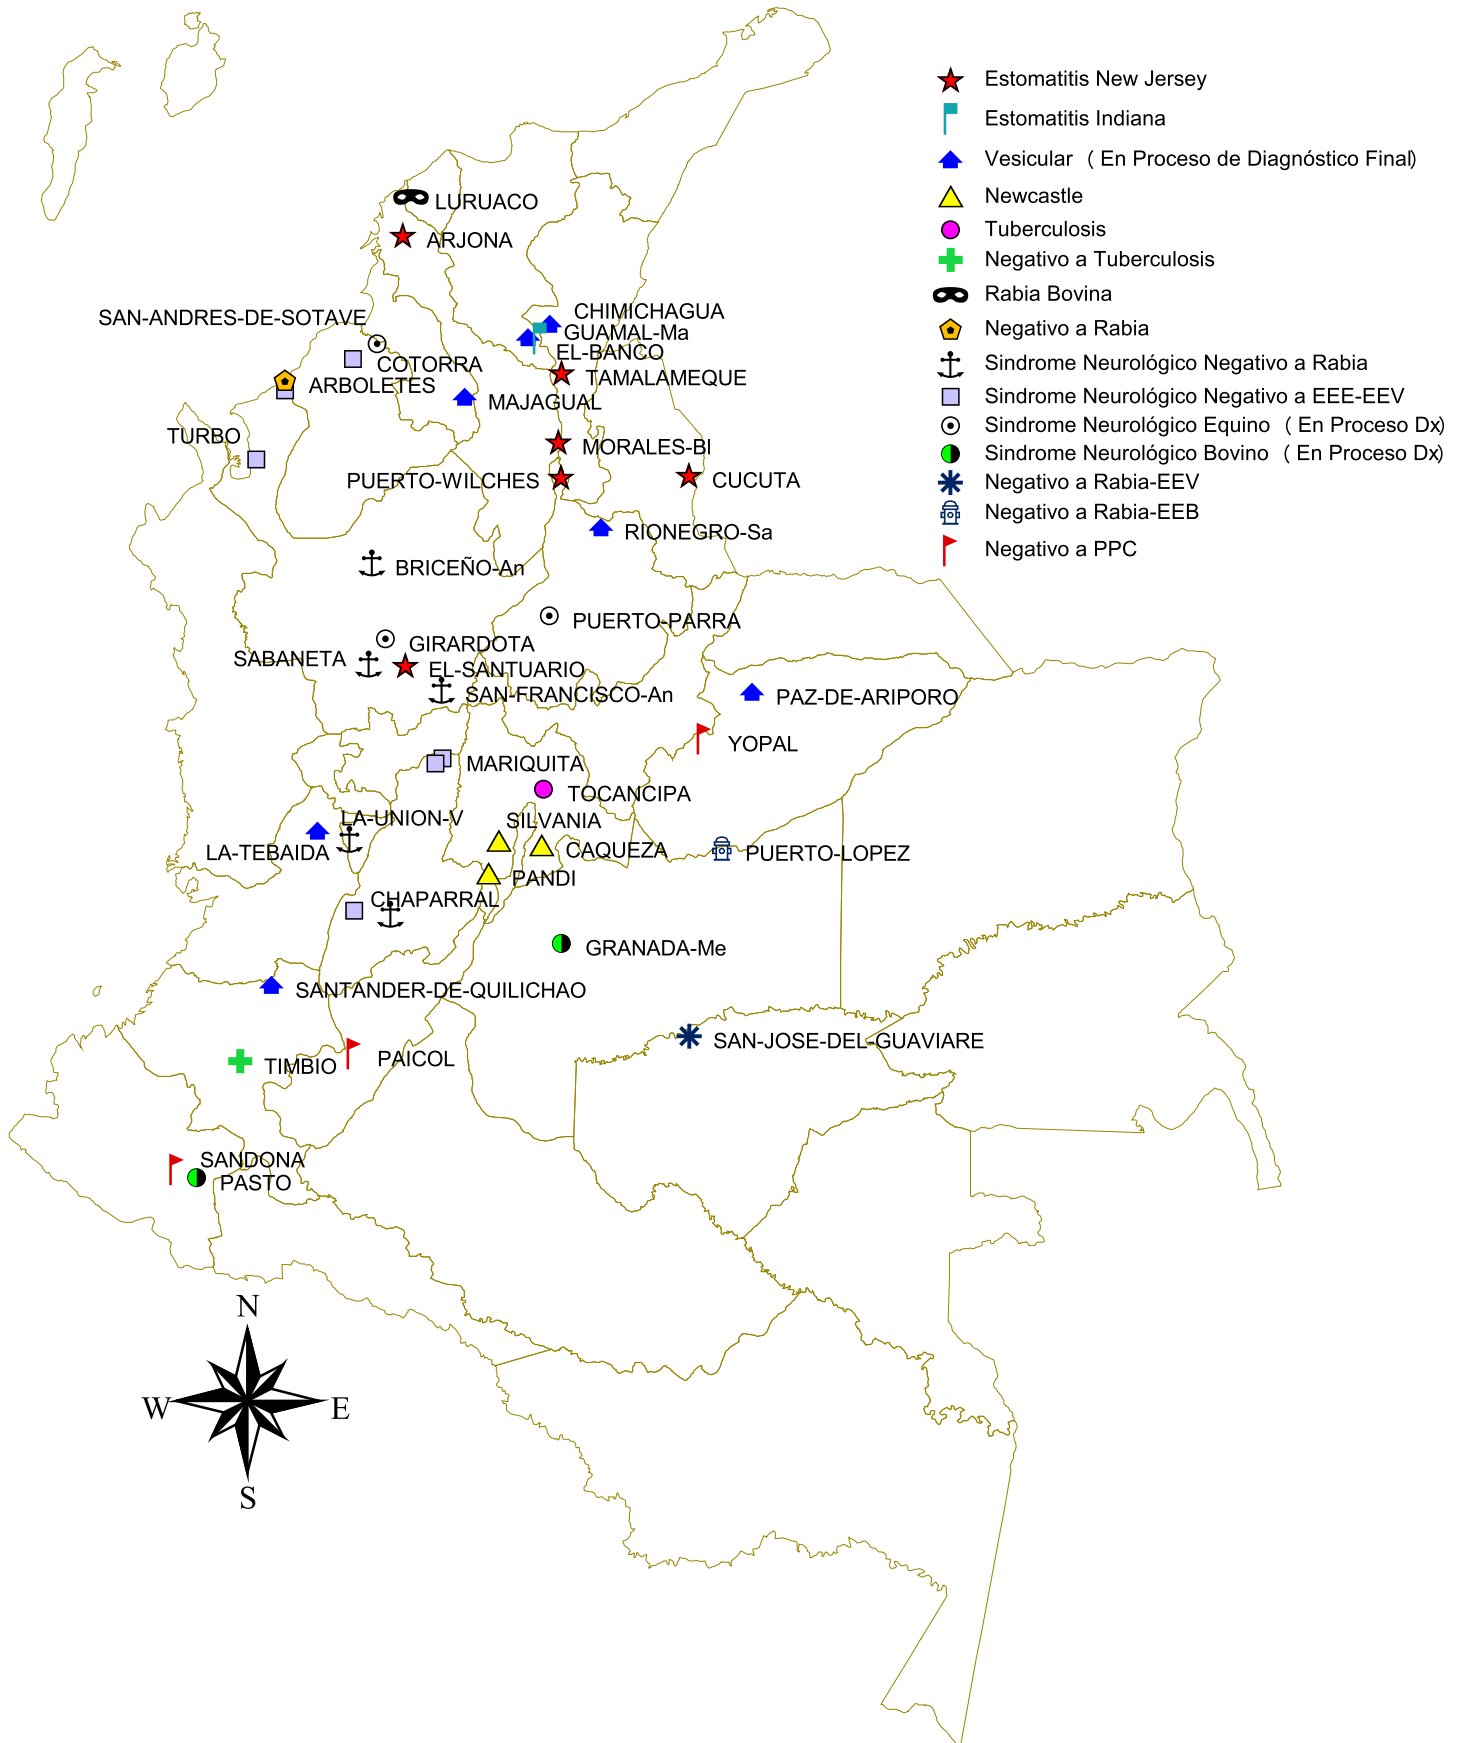 Estomatitis New Jersey
Estomatitis Indiana
Vesicular ( En Proceso de Diagnóstico Final)
Newcastle
Tuberculosis
Negativo a Tuberculosis
Rabia Bovina
Negativo a Rabia
Sindrome Neurológico Negativo a Rabia
Sindrome Neurológico Negativo a EEE-EEV
Sindrome Neurológico Equino ( En Proceso Dx)
Sindrome Neurológico Bovino ( En Proceso Dx)
Negativo a Rabia-EEV
Negativo a Rabia-EEB
Negativo a PPC
LURUACO
ARJONA
CHIMICHAGUA
SAN-ANDRES-DE-SOTAVE
GUAMAL-Ma
EL-BANCO
COTORRA
TAMALAMEQUE
ARBOLETES
MAJAGUAL
TURBO
MORALES-BI
PUERTO-WILCHES
CUCUTA
RIONEGRO-Sa
BRICEÑO-An
PUERTO-PARRA
GIRARDOTA
SABANETA
EL-SANTUARIO
SAN-FRANCISCO-An
PAZ-DE-ARIPORO
YOPAL
MARIQUITA
TOCANCIPA
LA-UNION-V
SILVANIA
LA-TEBAIDA
CAQUEZA
PUERTO-LOPEZ
PANDI
CHAPARRAL
GRANADA-Me
SANTANDER-DE-QUILICHAO
SAN-JOSE-DEL-GUAVIARE
PAICOL
TIMBIO
SANDONA
PASTO
N
W
E
S